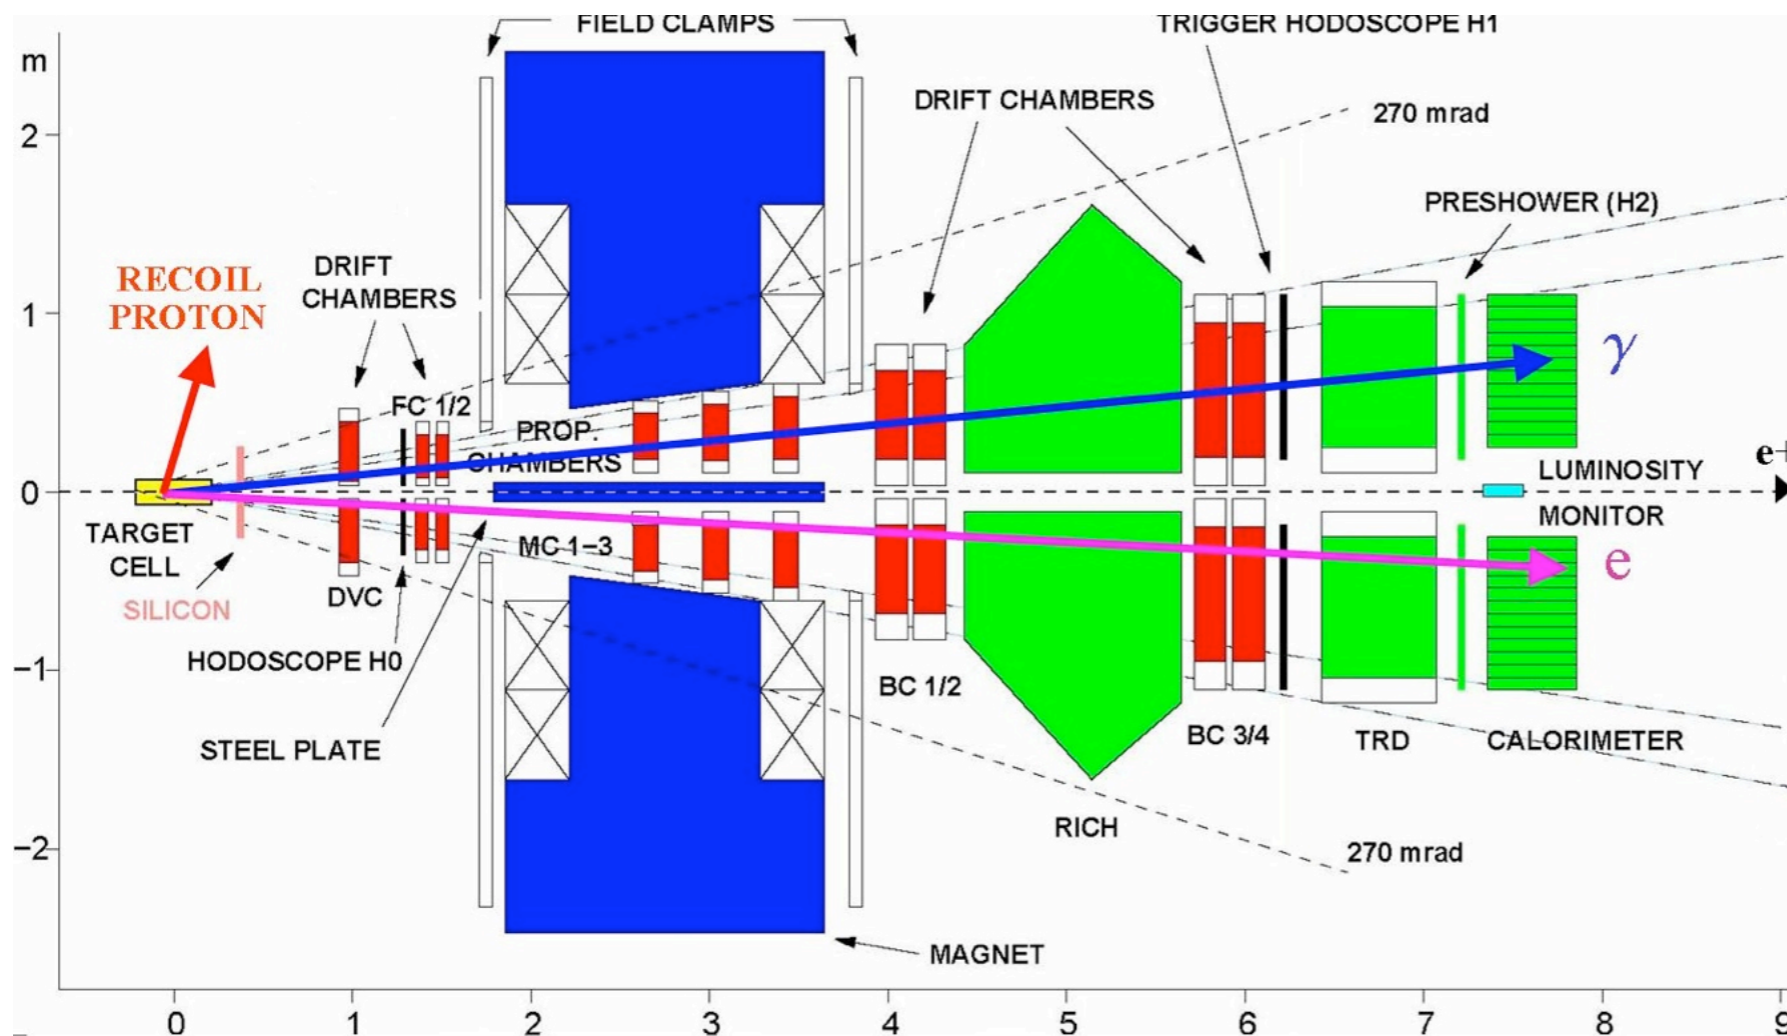 FIELD CLAMPS
TRIGGER HODOSCOPE H1
m
DRIFT CHAMBERS
270 mrad
2
PRESHOWER (H2)
RECOIL
PROTON
DRIFT
CHAMBERS
1
γ
FC 1/2
PROP.
CHAMBERS
e+
LUMINOSITY
MONITOR
0
TARGET
CELL
MC 1–3
e
SILICON
DVC
HODOSCOPE H0
−1
BC 1/2
STEEL PLATE
BC 3/4
TRD
CALORIMETER
RICH
−2
270 mrad
MAGNET
0 1 2 3 4 5 6 7 8 9